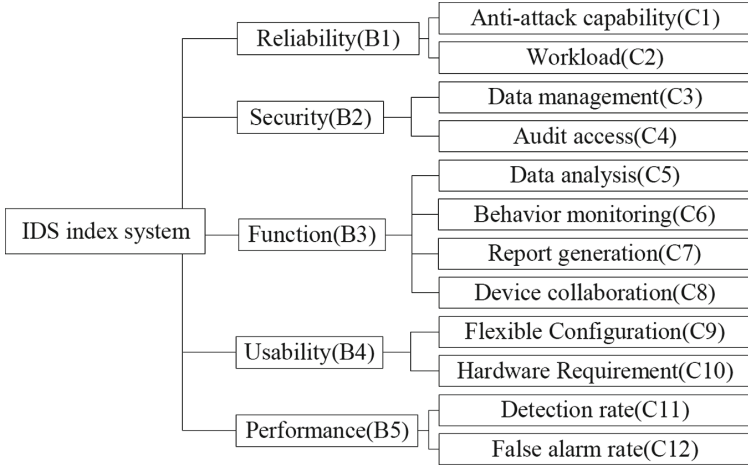 IDS index system
Reliability(B1)
Anti-attack capability(C1)
Workload(C2)
Security(B2)
Data management(C3)
Audit access(C4)
Function(B3)
Data analysis(C5)
Behavior monitoring(C6)
Report generation(C7)
Device collaboration(C8)
Usability(B4)
Flexible Configuration(C9)
Hardware Requirement(C10)
Performance(B5)
Detection rate(C11)
False alarm rate(C12)